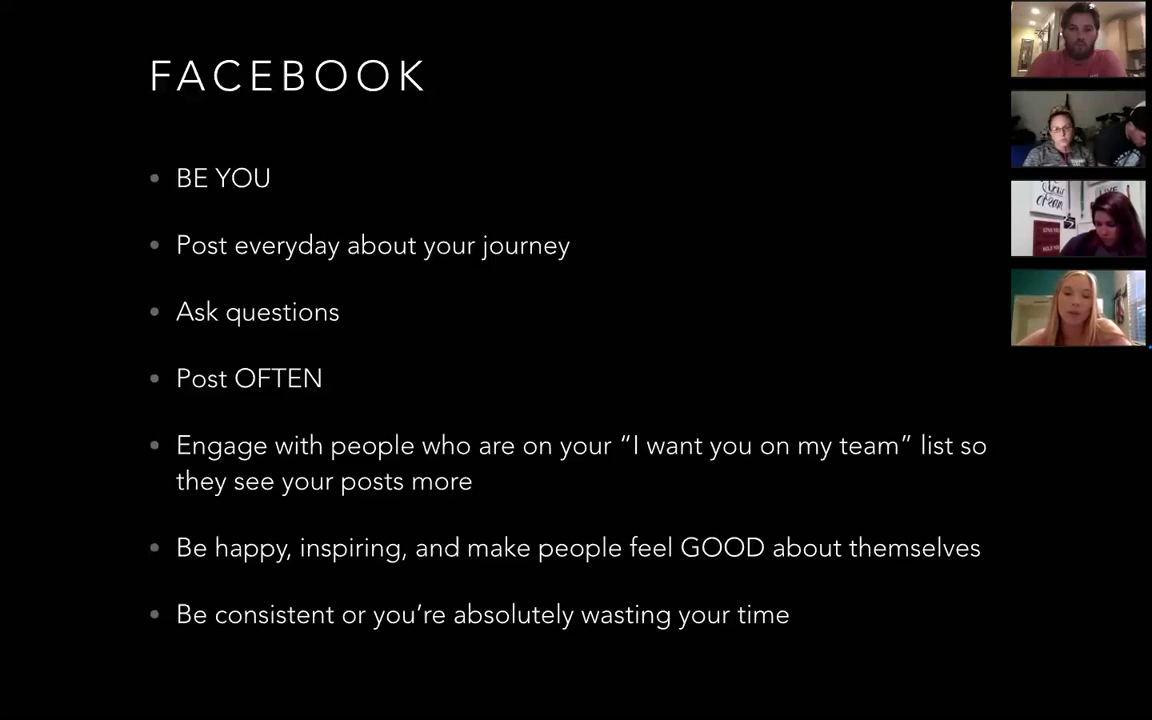 FACEBOOK
BE YOU
Post everyday about your journey
Ask questions
Post OFTEN
Engage with people who are on your “I want you on my team” list so
they see your posts more
Be happy, inspiring, and make people feel GOOD about themselves
Be consistent or you’re absolutely wasting your time